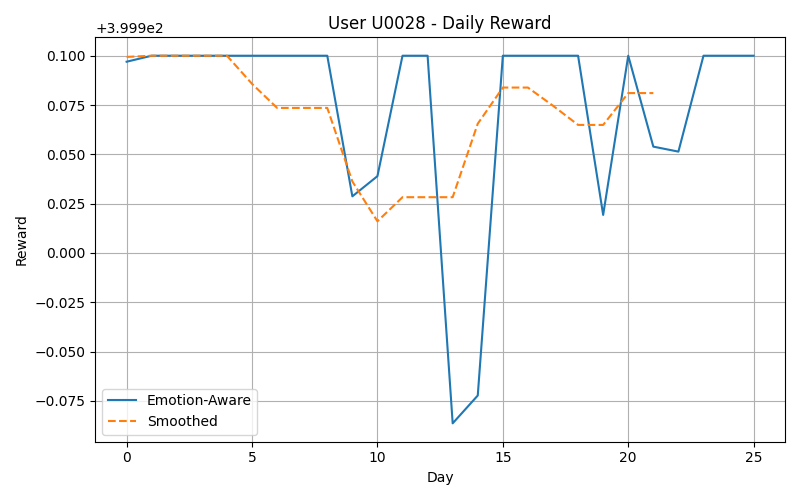 User U0028 - Daily Reward
+3.999e2
0.100
0.075
0.050
0.025
0.000
−0.025
−0.050
−0.075
Reward
Emotion-Aware
Smoothed
0 5 10 15 20 25
Day